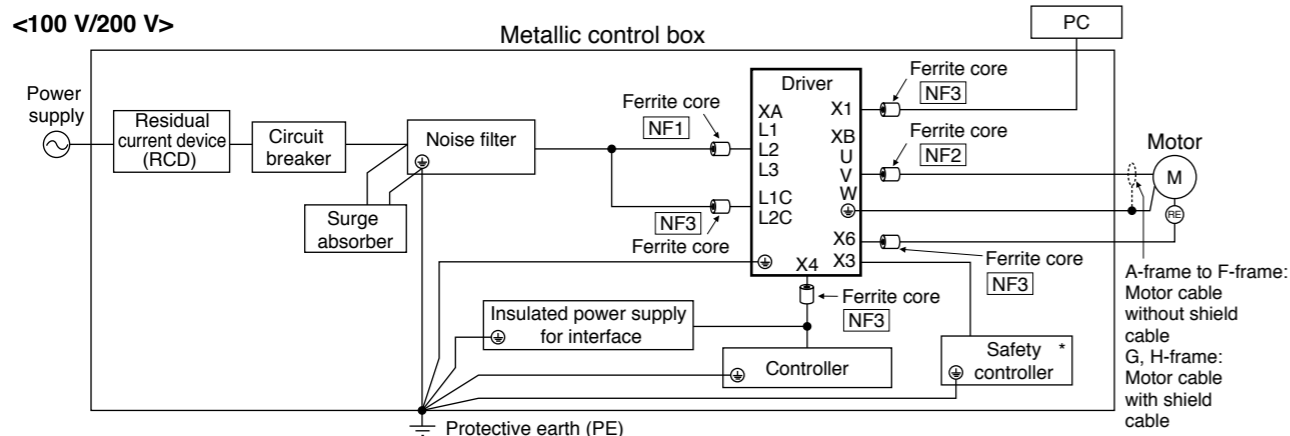 <100 V/200 V>
Metallic control box
PC
Power
supply
Residual
current device
(RCD)
Circuit
breaker
Noise filter
Surge
absorber
Ferrite core
NF1
NF3
Ferrite core
Driver
XA
L1
L2
L3
L1C
L2C
X1
XB
U
V
W
X6
X3
X4
Ferrite core
NF3
Ferrite core
NF2
Motor
M
RE
Ferrite core
NF3
Ferrite core
NF3
Insulated power supply
for interface
Controller
Safety *
controller
A-frame to F-frame:
Motor cable
without shield
cable
G, H-frame:
Motor cable
with shield
cable
Protective earth (PE)